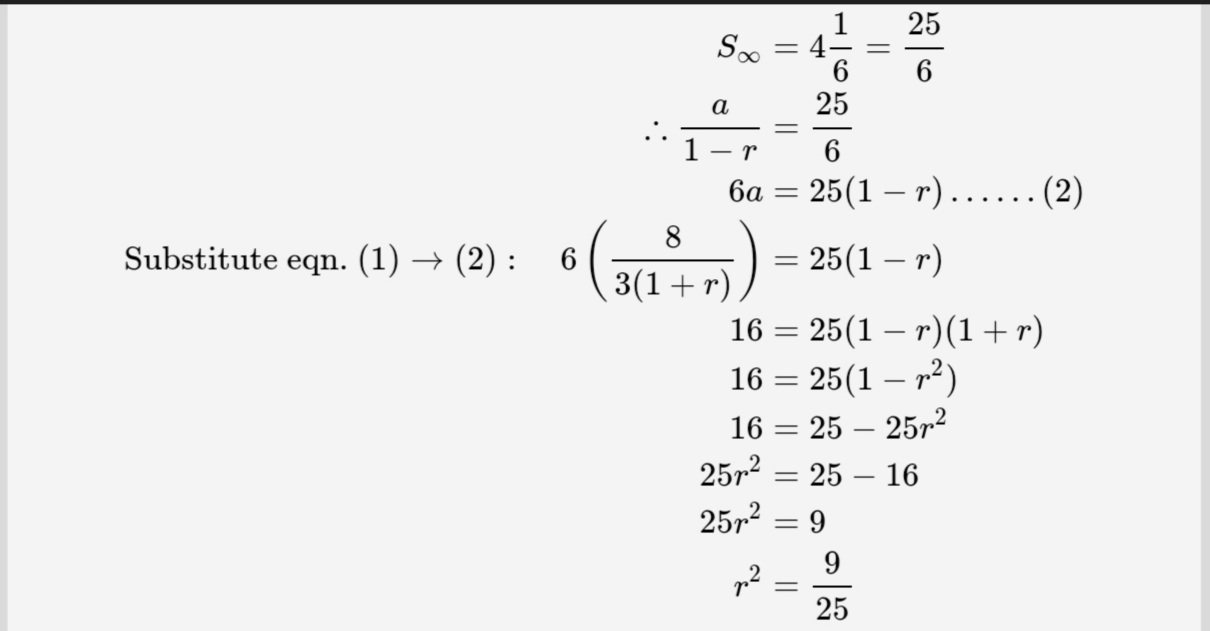 S∞ = 4 1/6 = 25/6
∴ a/(1 − r) = 25/6
6a = 25(1 − r) . . . . . . (2)
Substitute eqn. (1) → (2) : 6(8/(3(1 + r))) = 25(1 − r)
16 = 25(1 − r)(1 + r)
16 = 25(1 − r²)
16 = 25 − 25r²
25r² = 25 − 16
25r² = 9
r² = 9/25